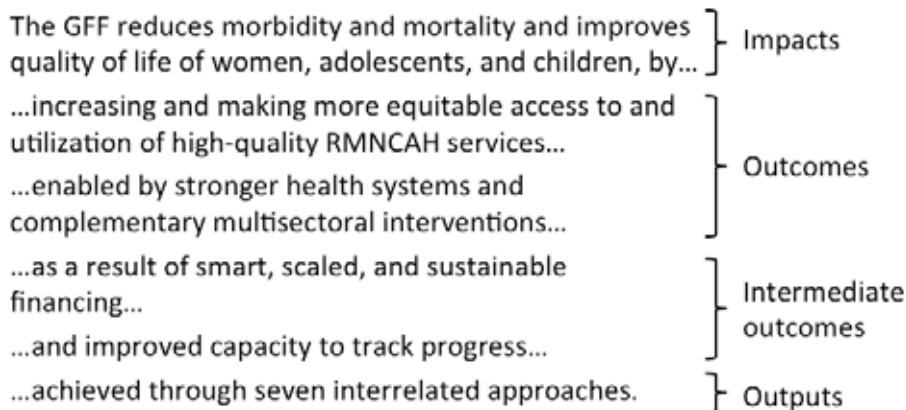 The GFF reduces morbidity and mortality and improves
quality of life of women, adolescents, and children, by…
Impacts
…increasing and making more equitable access to and
utilization of high-quality RMNCAH services…
…enabled by stronger health systems and
complementary multisectoral interventions…
Outcomes
…as a result of smart, scaled, and sustainable
financing…
…and improved capacity to track progress…
Intermediate
outcomes
…achieved through seven interrelated approaches.
Outputs